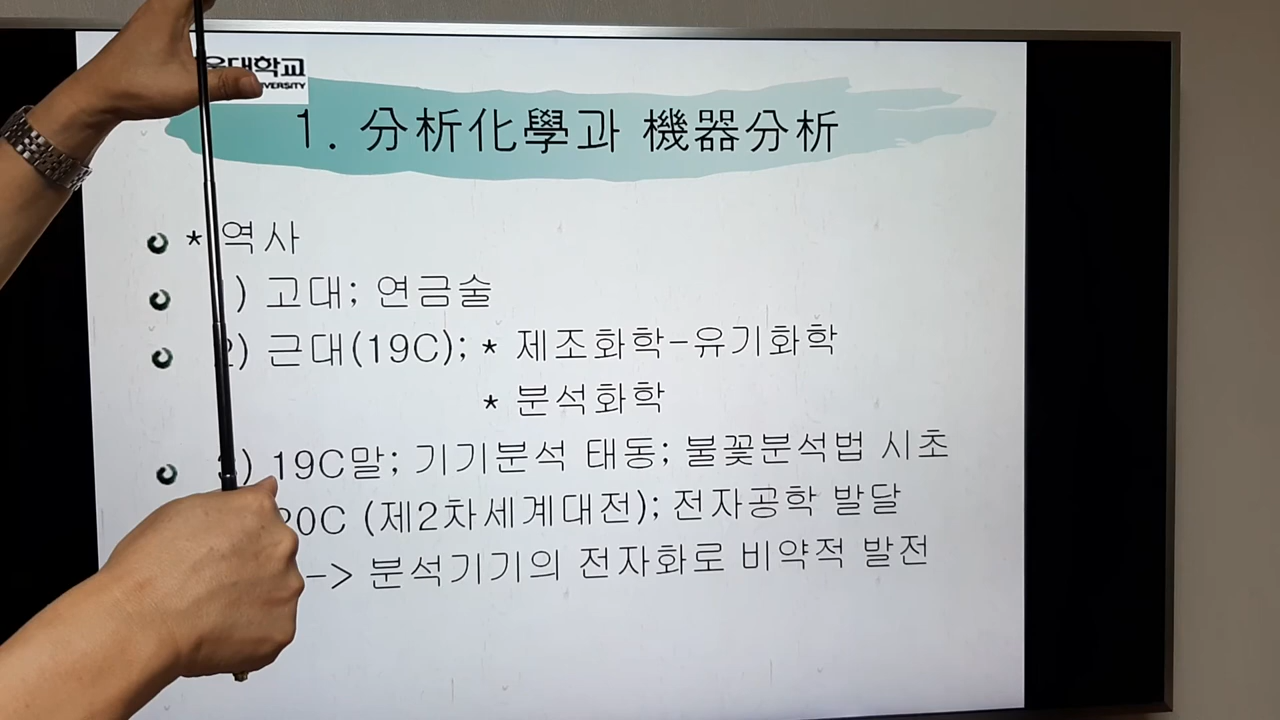 대학교
VERSITY
1. 分析化學과 機器分析
* 역사
) 고대; 연금술
2) 근대(19C); * 제조화학-유기화학
* 분석화학
) 19C말; 기기분석 태동; 불꽃분석법 시초
20C (제2차세계대전); 전자공학 발달
-> 분석기기의 전자화로 비약적 발전